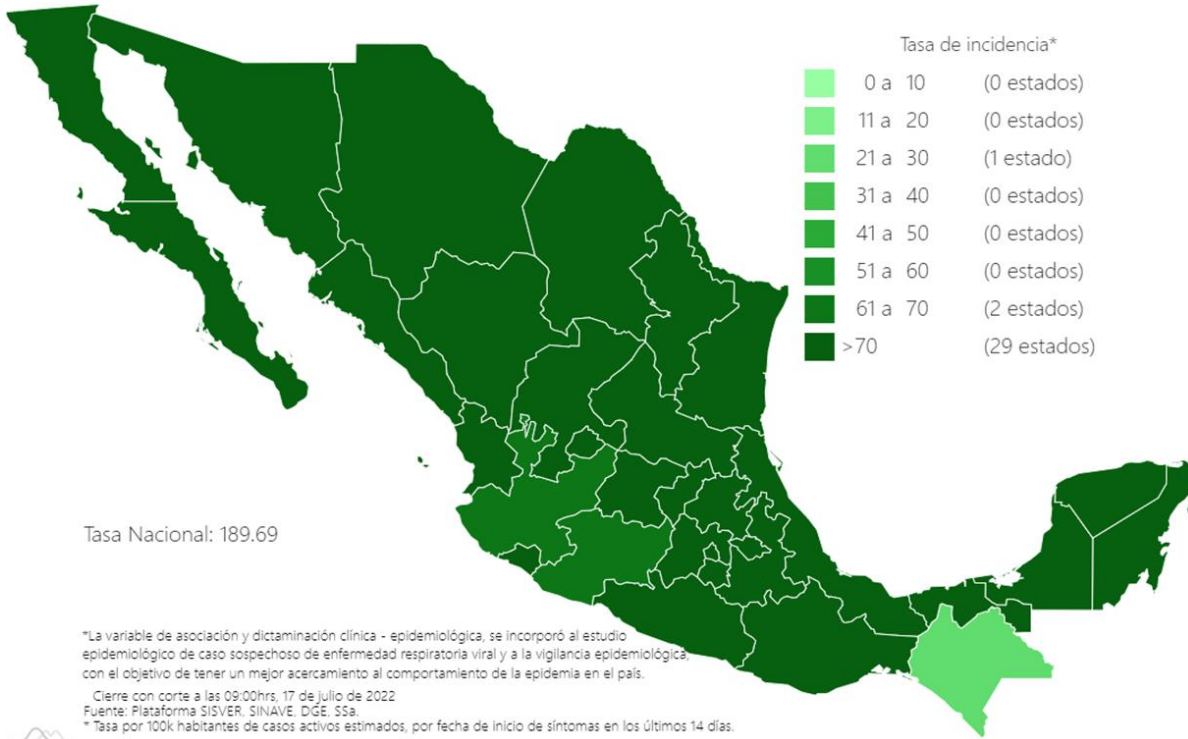 Tasa de incidencia*
0 a 10 (0 estados)
11 a 20 (0 estados)
21 a 30 (1 estado)
31 a 40 (0 estados)
41 a 50 (0 estados)
51 a 60 (0 estados)
61 a 70 (2 estados)
>70 (29 estados)
Tasa Nacional: 189.69
*La variable de asociación y dictaminación clínica - epidemiológica, se incorporó al estudio
epidemiológico de caso sospechoso de enfermedad respiratoria viral y a la vigilancia epidemiológica,
con el objetivo de tener un mejor acercamiento al comportamiento de la epidemia en el país.
Cierre con corte a las 09:00hrs, 17 de julio de 2022
Fuente: Plataforma SISVER, SINAVE, DGE, SSa.
* Tasa por 100k habitantes de casos activos estimados, por fecha de inicio de síntomas en los últimos 14 días.